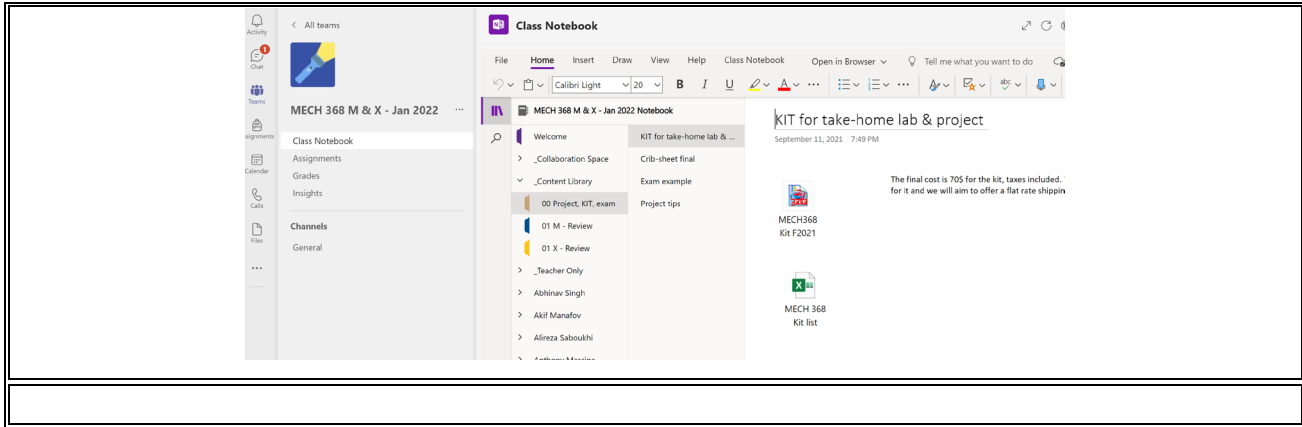 Activity
Chat
1
Teams
Calendar
Calls
Files
All teams
MECH 368 M & X - Jan 2022
Class Notebook
Assignments
Grades
Insights
Channels
General
Class Notebook
File Home Insert Draw View Help Class Notebook Open in Browser Tell me what you want to do
Calibri Light 20 B I U A abc
MECH 368 M & X - Jan 2022 Notebook
Welcome
_Collaboration Space
_Content Library
00 Project, KIT, exam
01 M - Review
01 X - Review
_Teacher Only
Abhinav Singh
Akif Manafov
Alireza Saboukhi
KIT for take-home lab & ...
Crib-sheet final
Exam example
Project tips
KIT for take-home lab & project
September 11, 2021 7:49 PM
The final cost is 70$ for the kit, taxes included.
for it and we will aim to offer a flat rate shippin
MECH368
Kit F2021
MECH 368
Kit list